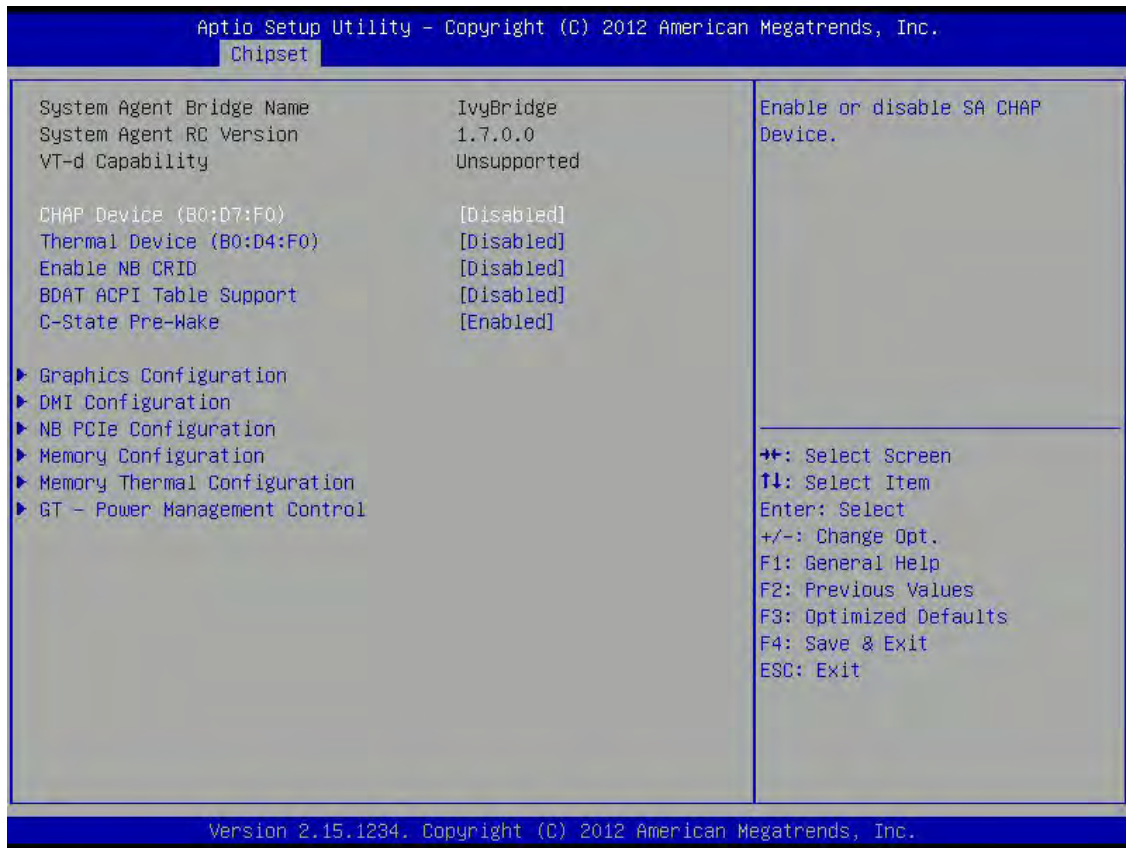 Aptio Setup Utility – Copyright (C) 2012 American Megatrends, Inc.
Chipset
System Agent Bridge Name IvyBridge
System Agent RC Version 1.7.0.0
VT-d Capability Unsupported
CHAP Device (B0:D7:F0) [Disabled]
Thermal Device (B0:D4:F0) [Disabled]
Enable NB CRID [Disabled]
BDAT ACPI Table Support [Disabled]
C-State Pre-Wake [Enabled]
▶ Graphics Configuration
▶ DMI Configuration
▶ NB PCIe Configuration
▶ Memory Configuration
▶ Memory Thermal Configuration
▶ GT – Power Management Control
Enable or disable SA CHAP
Device.
→←: Select Screen
↑↓: Select Item
Enter: Select
+/-: Change Opt.
F1: General Help
F2: Previous Values
F3: Optimized Defaults
F4: Save & Exit
ESC: Exit
Version 2.15.1234. Copyright (C) 2012 American Megatrends, Inc.